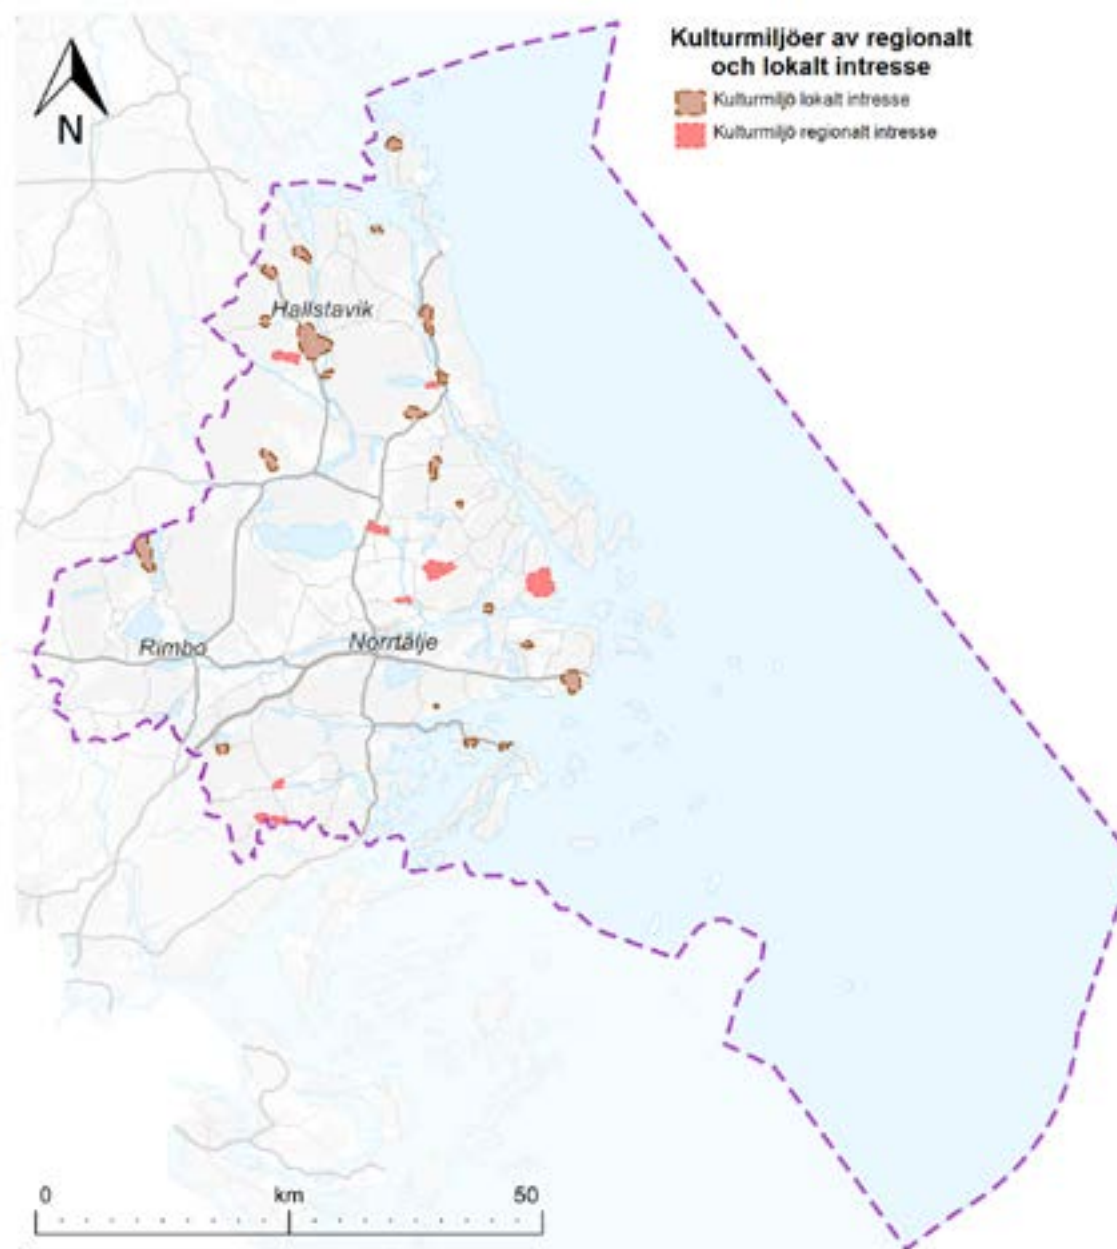 Kulturmiljöer av regionalt
och lokalt intresse
Kulturmiljö lokalt intresse
Kulturmiljö regionalt intresse
N
Hallstavik
Rimbo
Norrtälje
0 km 50